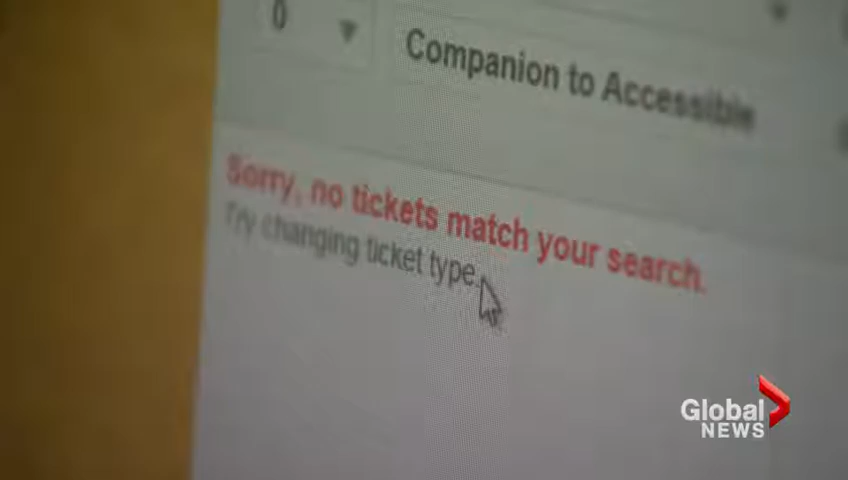 0
Companion to Accessible
Sorry, no tickets match your search.
Try changing ticket type.
Global
NEWS